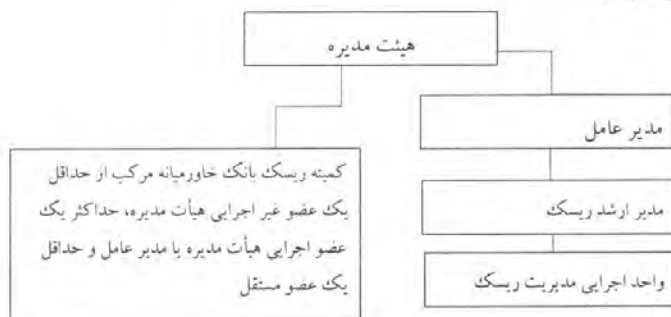 هیئت مدیره
مدیر عامل
کمیته ریسک بانک خاورمیانه مرکب از حداقل
یک عضو غیر اجرایی هیأت مدیره، حداکثر یک
عضو اجرایی هیأت مدیره یا مدیر عامل و حداقل
یک عضو مستقل
مدیر ارشد ریسک
واحد اجرایی مدیریت ریسک